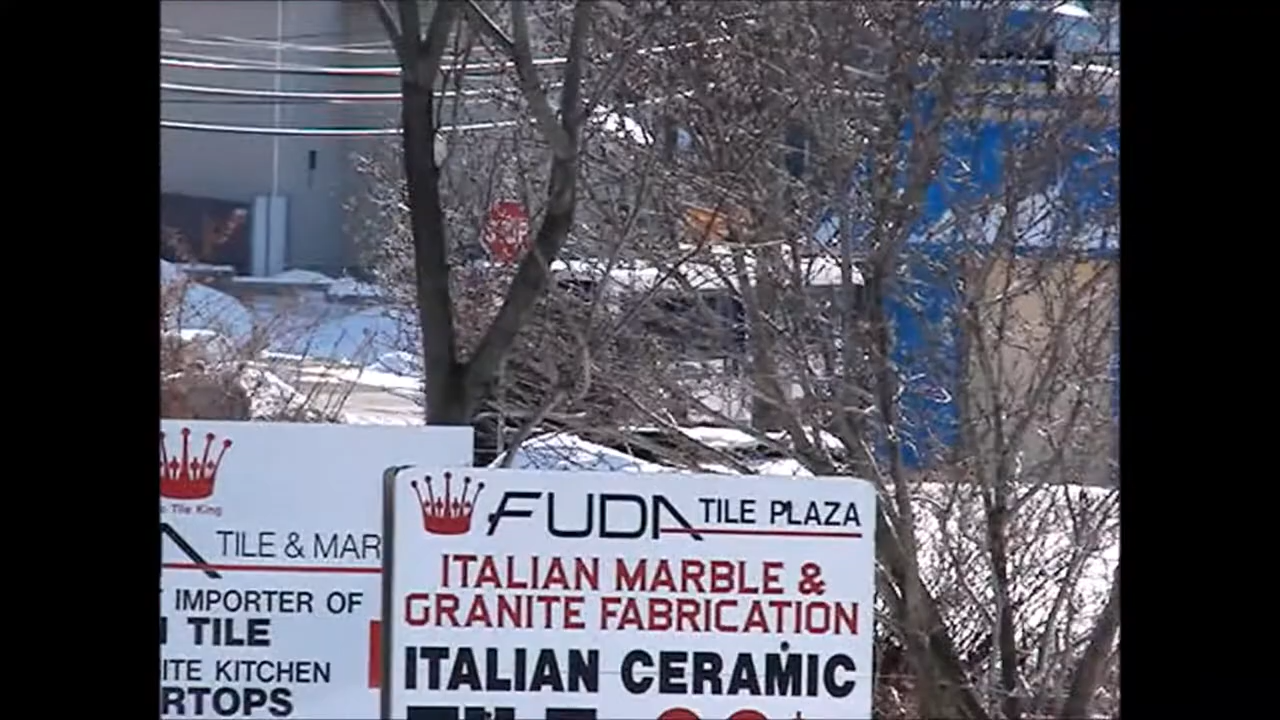 STOP
Tile King
TILE & MAR
IMPORTER OF
TILE
ITE KITCHEN
RTOPS
FUDA TILE PLAZA
ITALIAN MARBLE &
GRANITE FABRICATION
ITALIAN CERAMIC
TILE